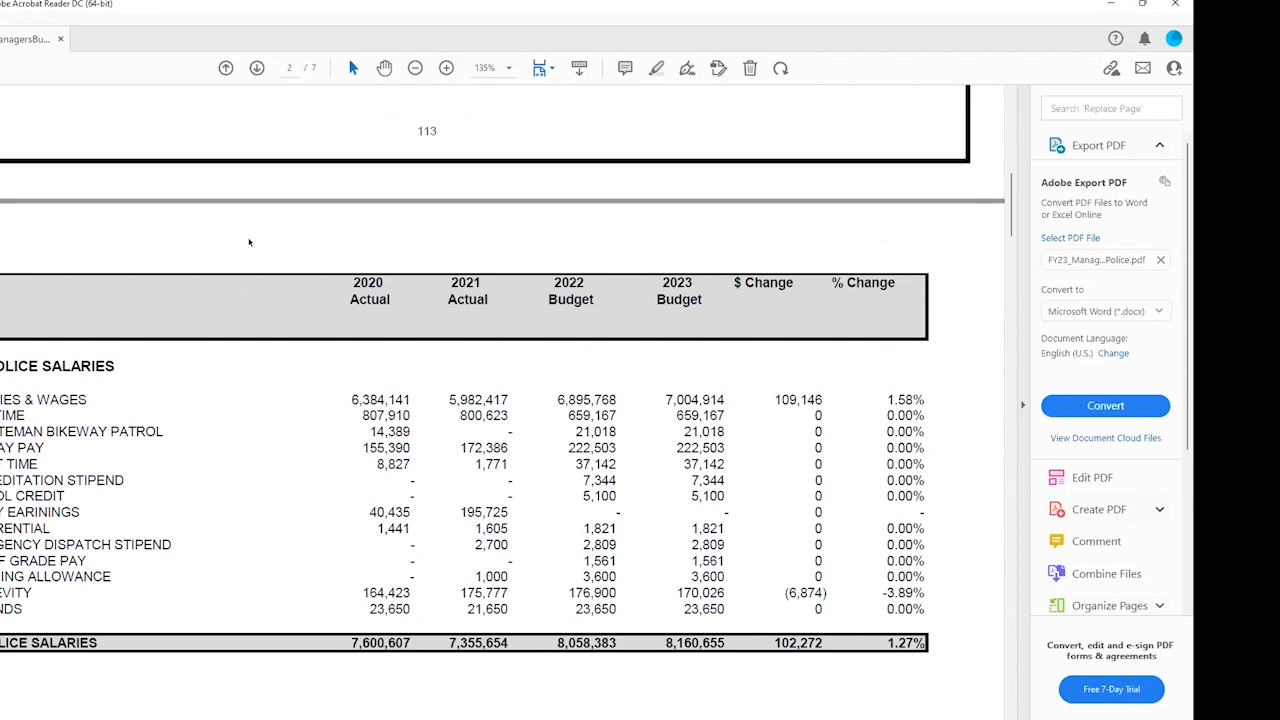 obe Acrobat Reader DC (64-bit)
anagersBu...
2 / 7
135%
113
Search 'Replace Page'
Export PDF
Adobe Export PDF
Convert PDF Files to Word
or Excel Online
Select PDF File
FY23_Manag...Police.pdf
Convert to
Microsoft Word (*.docx)
Document Language:
English (U.S.) Change
Convert
View Document Cloud Files
Edit PDF
Create PDF
Comment
Combine Files
Organize Pages
Convert, edit and e-sign PDF
forms & agreements
Free 7-Day Trial
2020 2021 2022 2023 $ Change % Change
Actual Actual Budget Budget
OLICE SALARIES
IES & WAGES 6,384,141 5,982,417 6,895,768 7,004,914 109,146 1.58%
TIME 807,910 800,623 659,167 659,167 0 0.00%
TEMAN BIKEWAY PATROL 14,389 - 21,018 21,018 0 0.00%
AY PAY 155,390 172,386 222,503 222,503 0 0.00%
T TIME 8,827 1,771 37,142 37,142 0 0.00%
EDITATION STIPEND - - 7,344 7,344 0 0.00%
OL CREDIT - - 5,100 5,100 0 0.00%
Y EARININGS 40,435 195,725 - - 0 -
RENTIAL 1,441 1,605 1,821 1,821 0 0.00%
GENCY DISPATCH STIPEND - 2,700 2,809 2,809 0 0.00%
F GRADE PAY - - 1,561 1,561 0 0.00%
ING ALLOWANCE - 1,000 3,600 3,600 0 0.00%
EVITY 164,423 175,777 176,900 170,026 (6,874) -3.89%
NDS 23,650 21,650 23,650 23,650 0 0.00%
LICE SALARIES 7,600,607 7,355,654 8,058,383 8,160,655 102,272 1.27%